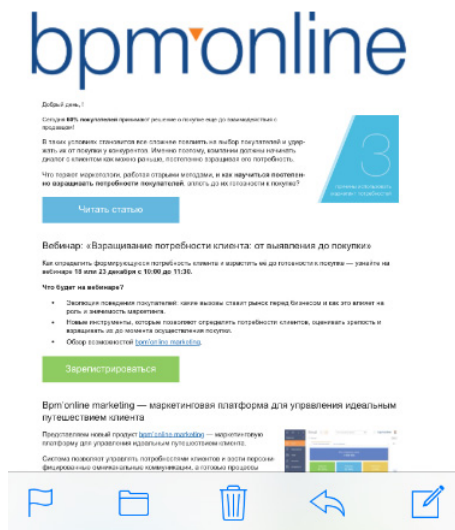 bpm'online
Добрый день, !
Сегодня 60% покупателей принимают решение о покупке еще до взаимодействия с
продавцом!
В таких условиях становится все сложнее повлиять на выбор покупателей и удер-
жать их от покупки у конкурентов. Именно поэтому, компании должны начинать
диалог с клиентом как можно раньше, постепенно взращивая его потребность.
Что теряют маркетологи, работая старыми методами, и как научиться постепен-
но взращивать потребности покупателей, вплоть до их готовности к покупке?
3
Читать статью
Вебинар: «Взращивание потребности клиента: от выявления до покупки»
Как определить формирующуюся потребность клиента и взрастить её до готовности к покупке — узнайте на
вебинаре 18 или 23 декабря с 10:00 до 11:30.
Что будет на вебинаре?
• Эволюция поведения покупателей: какие вызовы ставит рынок перед бизнесом и как это влияет на
роль и значимость маркетинга.
• Новые инструменты, которые позволяют определять потребности клиентов, оценивать зрелость и
взращивать их до момента осуществления покупки.
• Обзор возможностей bpm'online marketing.
Зарегистрироваться
Bpm'online marketing — маркетинговая платформа для управления идеальным
путешествием клиента
Представляем новый продукт bpm'online marketing — маркетинговую
платформу для управления идеальным путешествием клиента.
Система позволяет управлять потребностями клиентов и вести персони-
фицированные омниканальные коммуникации, а готовые процессы